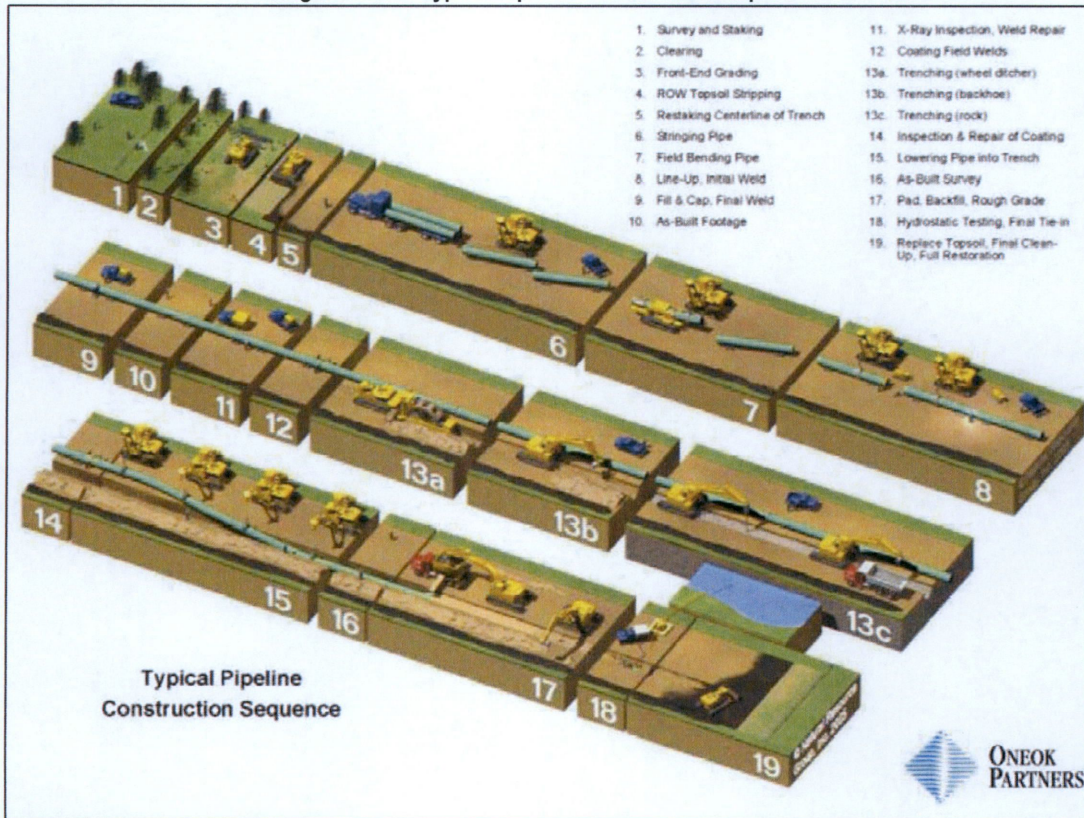 1. Survey and Staking
2. Clearing
3. Front-End Grading
4. ROW Topsoil Stripping
5. Restaking Centerline of Trench
6. Stringing Pipe
7. Field Bending Pipe
8. Line-Up, Initial Weld
9. Fill & Cap, Final Weld
10. As-Built Footage
11. X-Ray Inspection, Weld Repair
12. Coating Field Welds
13a. Trenching (wheel ditcher)
13b. Trenching (backhoe)
13c. Trenching (rock)
14. Inspection & Repair of Coating
15. Lowering Pipe into Trench
16. As-Built Survey
17. Pad, Backfill, Rough Grade
18. Hydrostatic Testing, Final Tie-in
19. Replace Topsoil, Final Clean-
Up, Full Restoration
1
2
3
4
5
6
7
8
9
10
11
12
13a
13b
13c
14
15
16
17
18
19
Typical Pipeline
Construction Sequence
ONEOK
PARTNERS